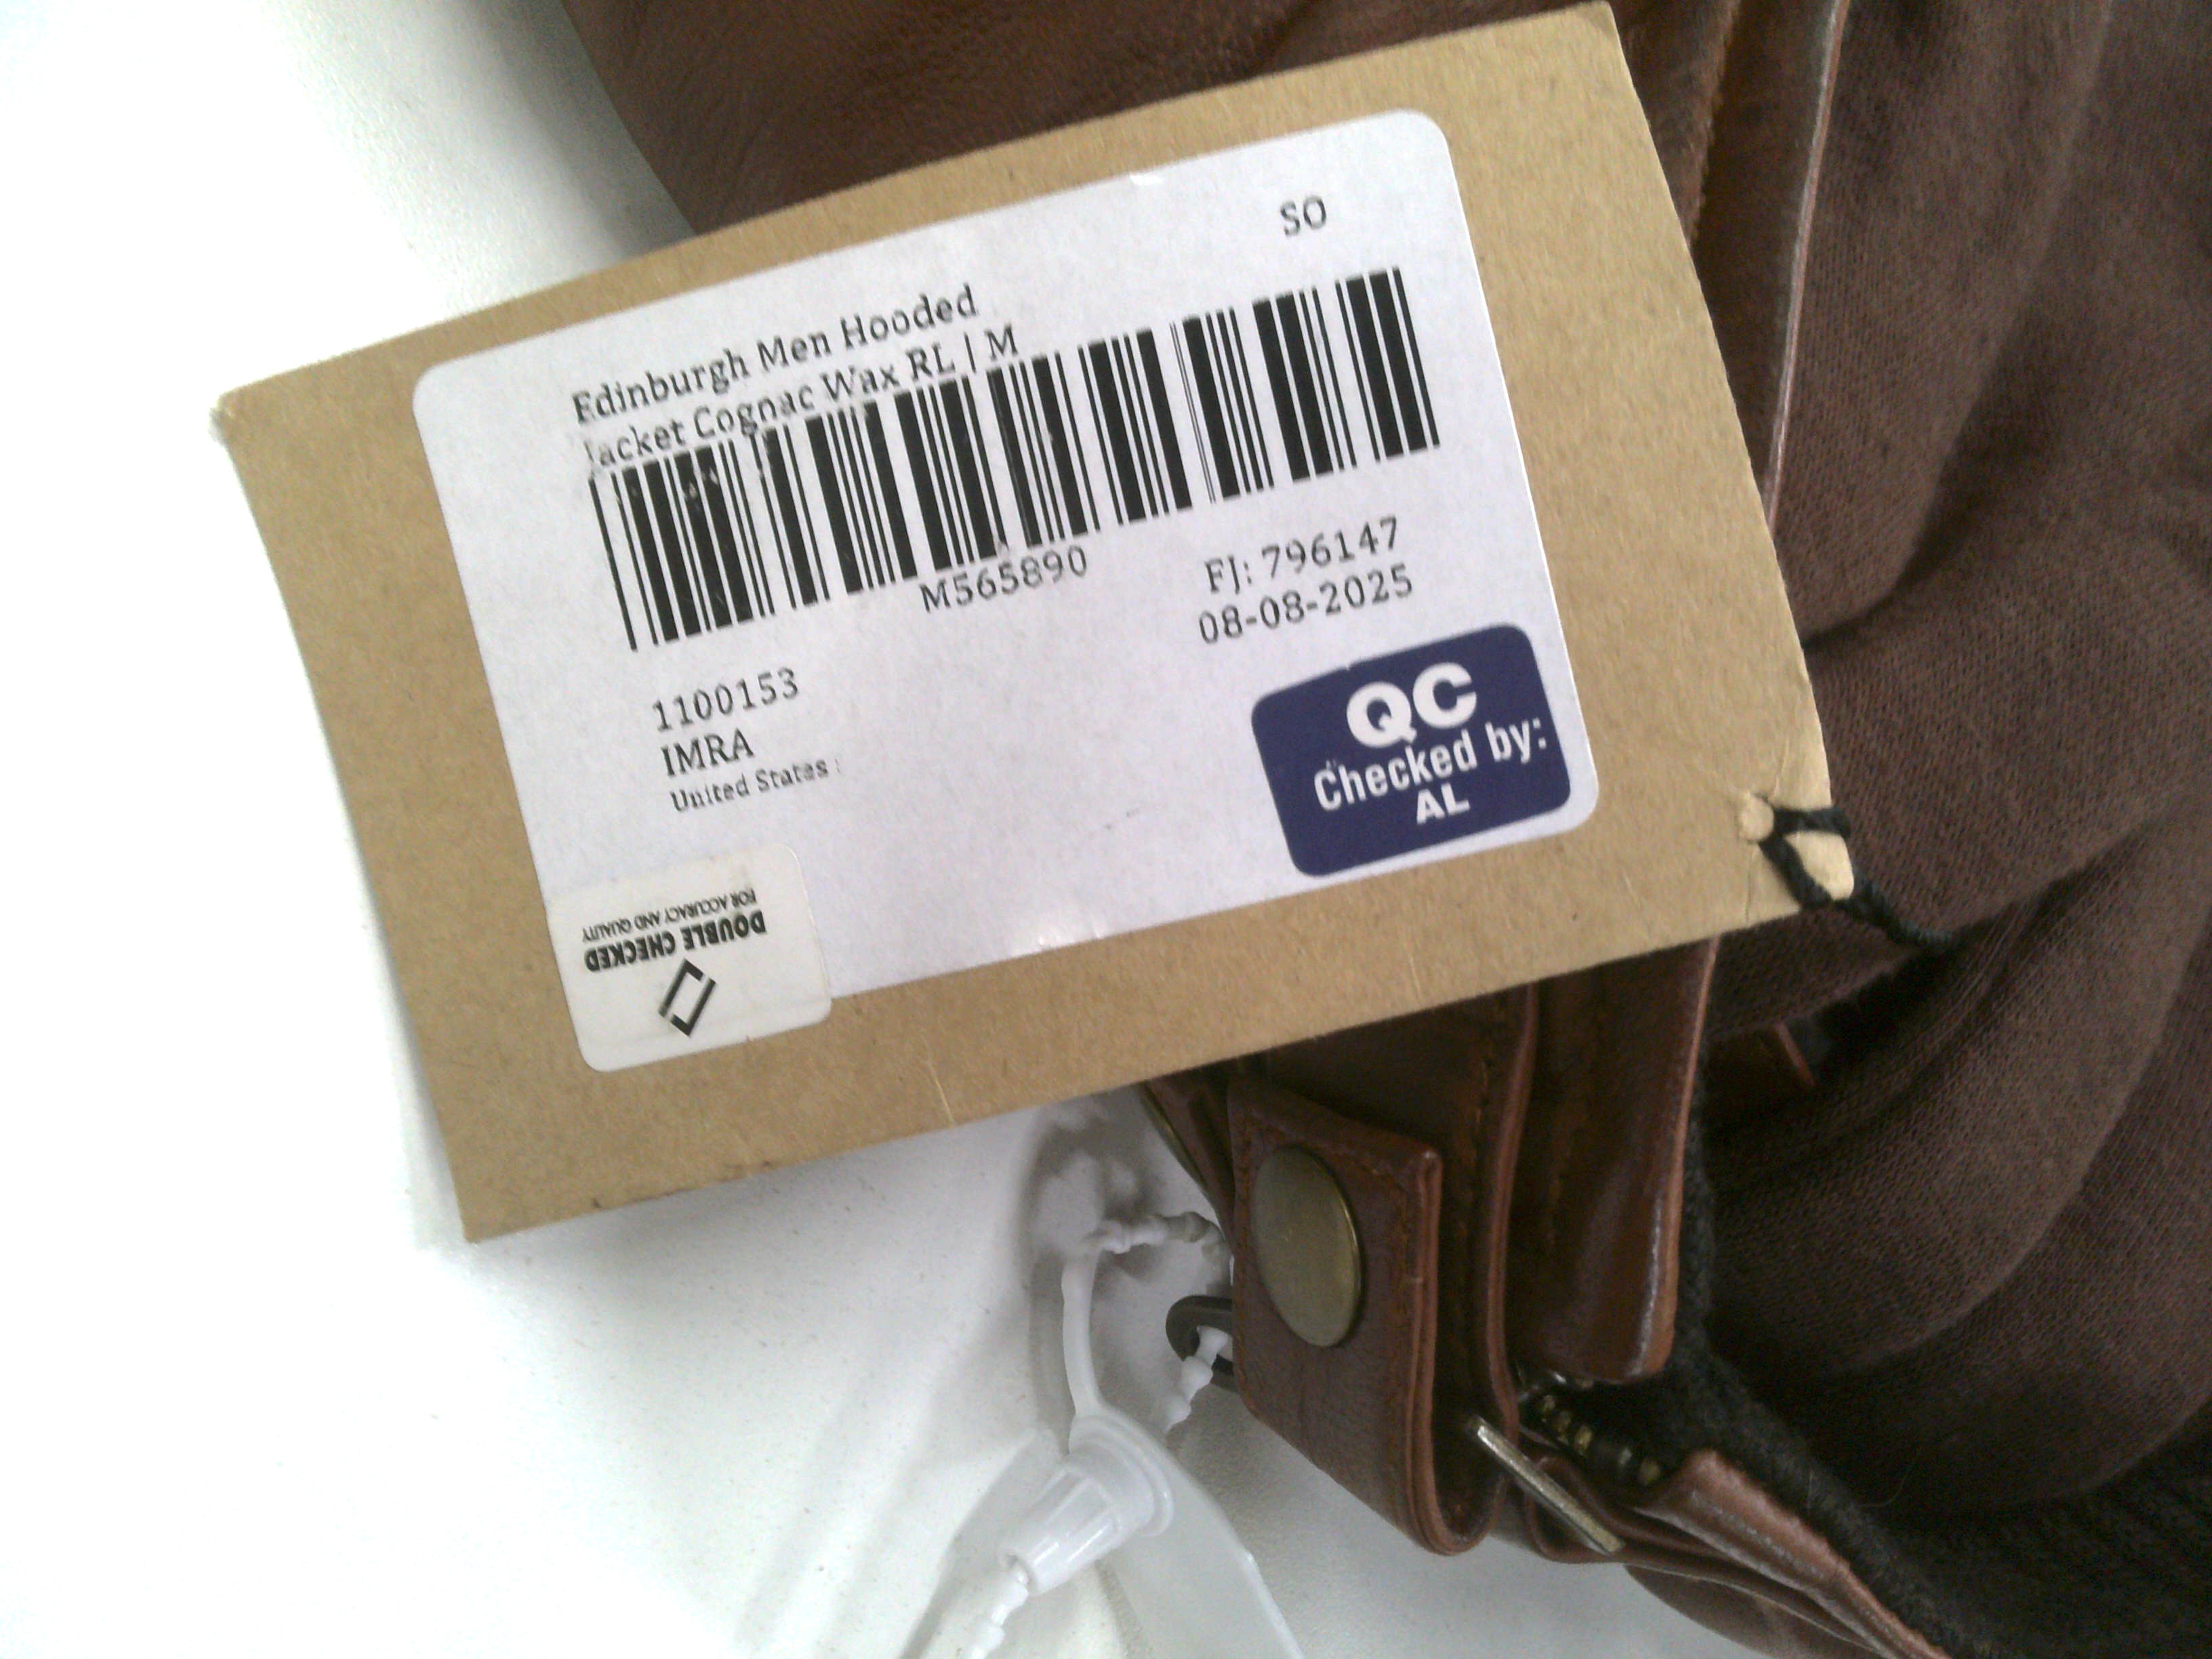 SO
Edinburgh Men Hooded
Jacket Cognac Wax RL | M
M565890
FJ: 796147
08-08-2025
1100153
IMRA
United States :
QC
Checked by:
AL
DOUBLE CHECKED
FOR ACCURACY AND QUALITY